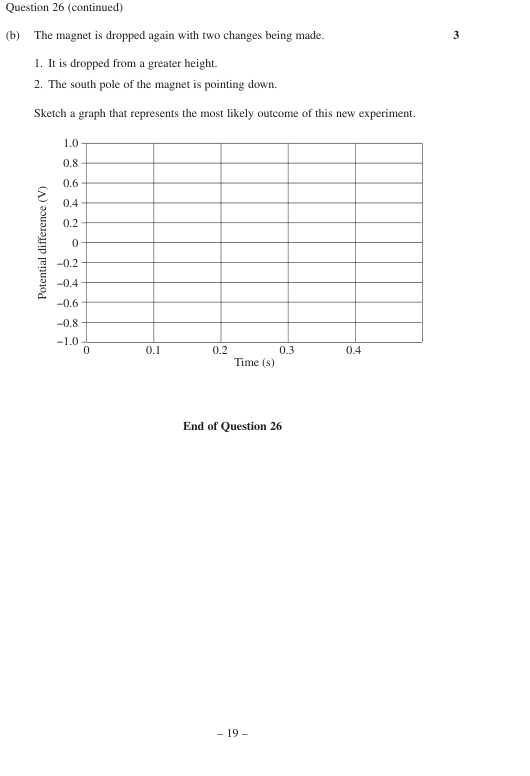 Question 26 (continued)
(b) The magnet is dropped again with two changes being made. 3
1. It is dropped from a greater height.
2. The south pole of the magnet is pointing down.
Sketch a graph that represents the most likely outcome of this new experiment.
Potential difference (V)
1.0
0.8
0.6
0.4
0.2
0
–0.2
–0.4
–0.6
–0.8
–1.0
0 0.1 0.2 0.3 0.4
Time (s)
End of Question 26
– 19 –